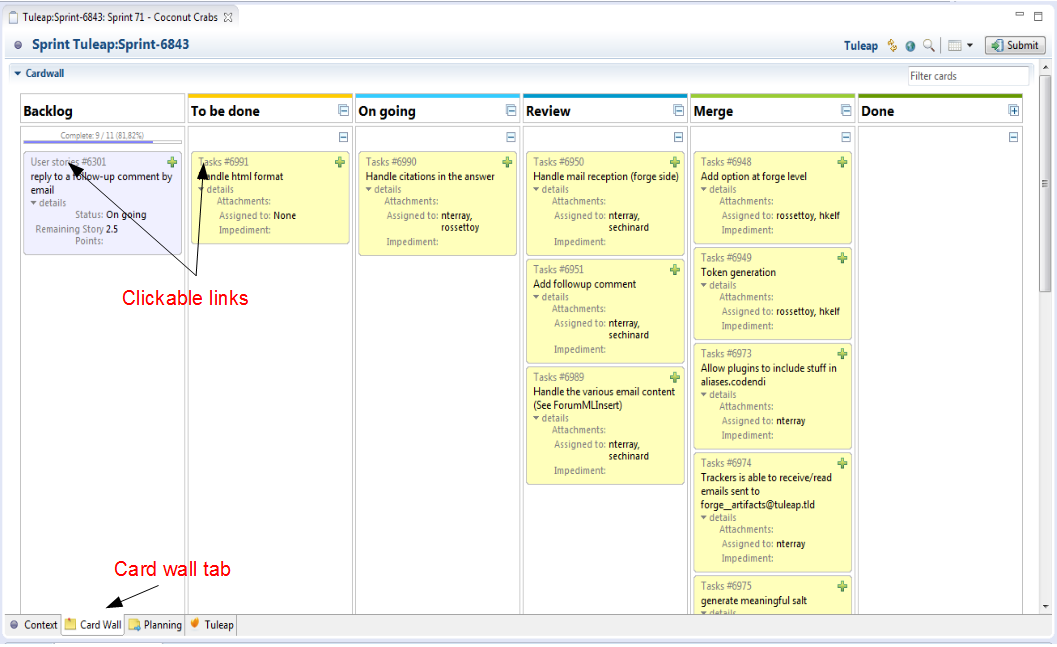 Tuleap:Sprint-6843: Sprint 71 - Coconut Crabs
Sprint Tuleap:Sprint-6843
Tuleap
Submit
Cardwall
Filter cards
Backlog
To be done
On going
Review
Merge
Done
Complete: 9 / 11 (81,82%)
User stories #6301
reply to a follow-up comment by
email
details
Status: On going
Remaining Story 2.5
Points:
Tasks #6991
Handle html format
details
Attachments:
Assigned to: None
Impediment:
Tasks #6990
Handle citations in the answer
details
Attachments:
Assigned to: nterray,
rossettoy
Impediment:
Tasks #6950
Handle mail reception (forge side)
details
Attachments:
Assigned to: nterray,
sechinard
Impediment:
Tasks #6951
Add followup comment
details
Attachments:
Assigned to: nterray,
sechinard
Impediment:
Tasks #6989
Handle the various email content
(See ForumMLInsert)
details
Attachments:
Assigned to: nterray,
sechinard
Impediment:
Tasks #6948
Add option at forge level
details
Attachments:
Assigned to: rossettoy, hkelf
Impediment:
Tasks #6949
Token generation
details
Attachments:
Assigned to: rossettoy, hkelf
Impediment:
Tasks #6973
Allow plugins to include stuff in
aliases.codendi
details
Attachments:
Assigned to: nterray
Impediment:
Tasks #6974
Trackers is able to receive/read
emails sent to
forge__artifacts@tuleap.tld
details
Attachments:
Assigned to: nterray
Impediment:
Tasks #6975
generate meaningful salt
details
Clickable links
Card wall tab
Context
Card Wall
Planning
Tuleap